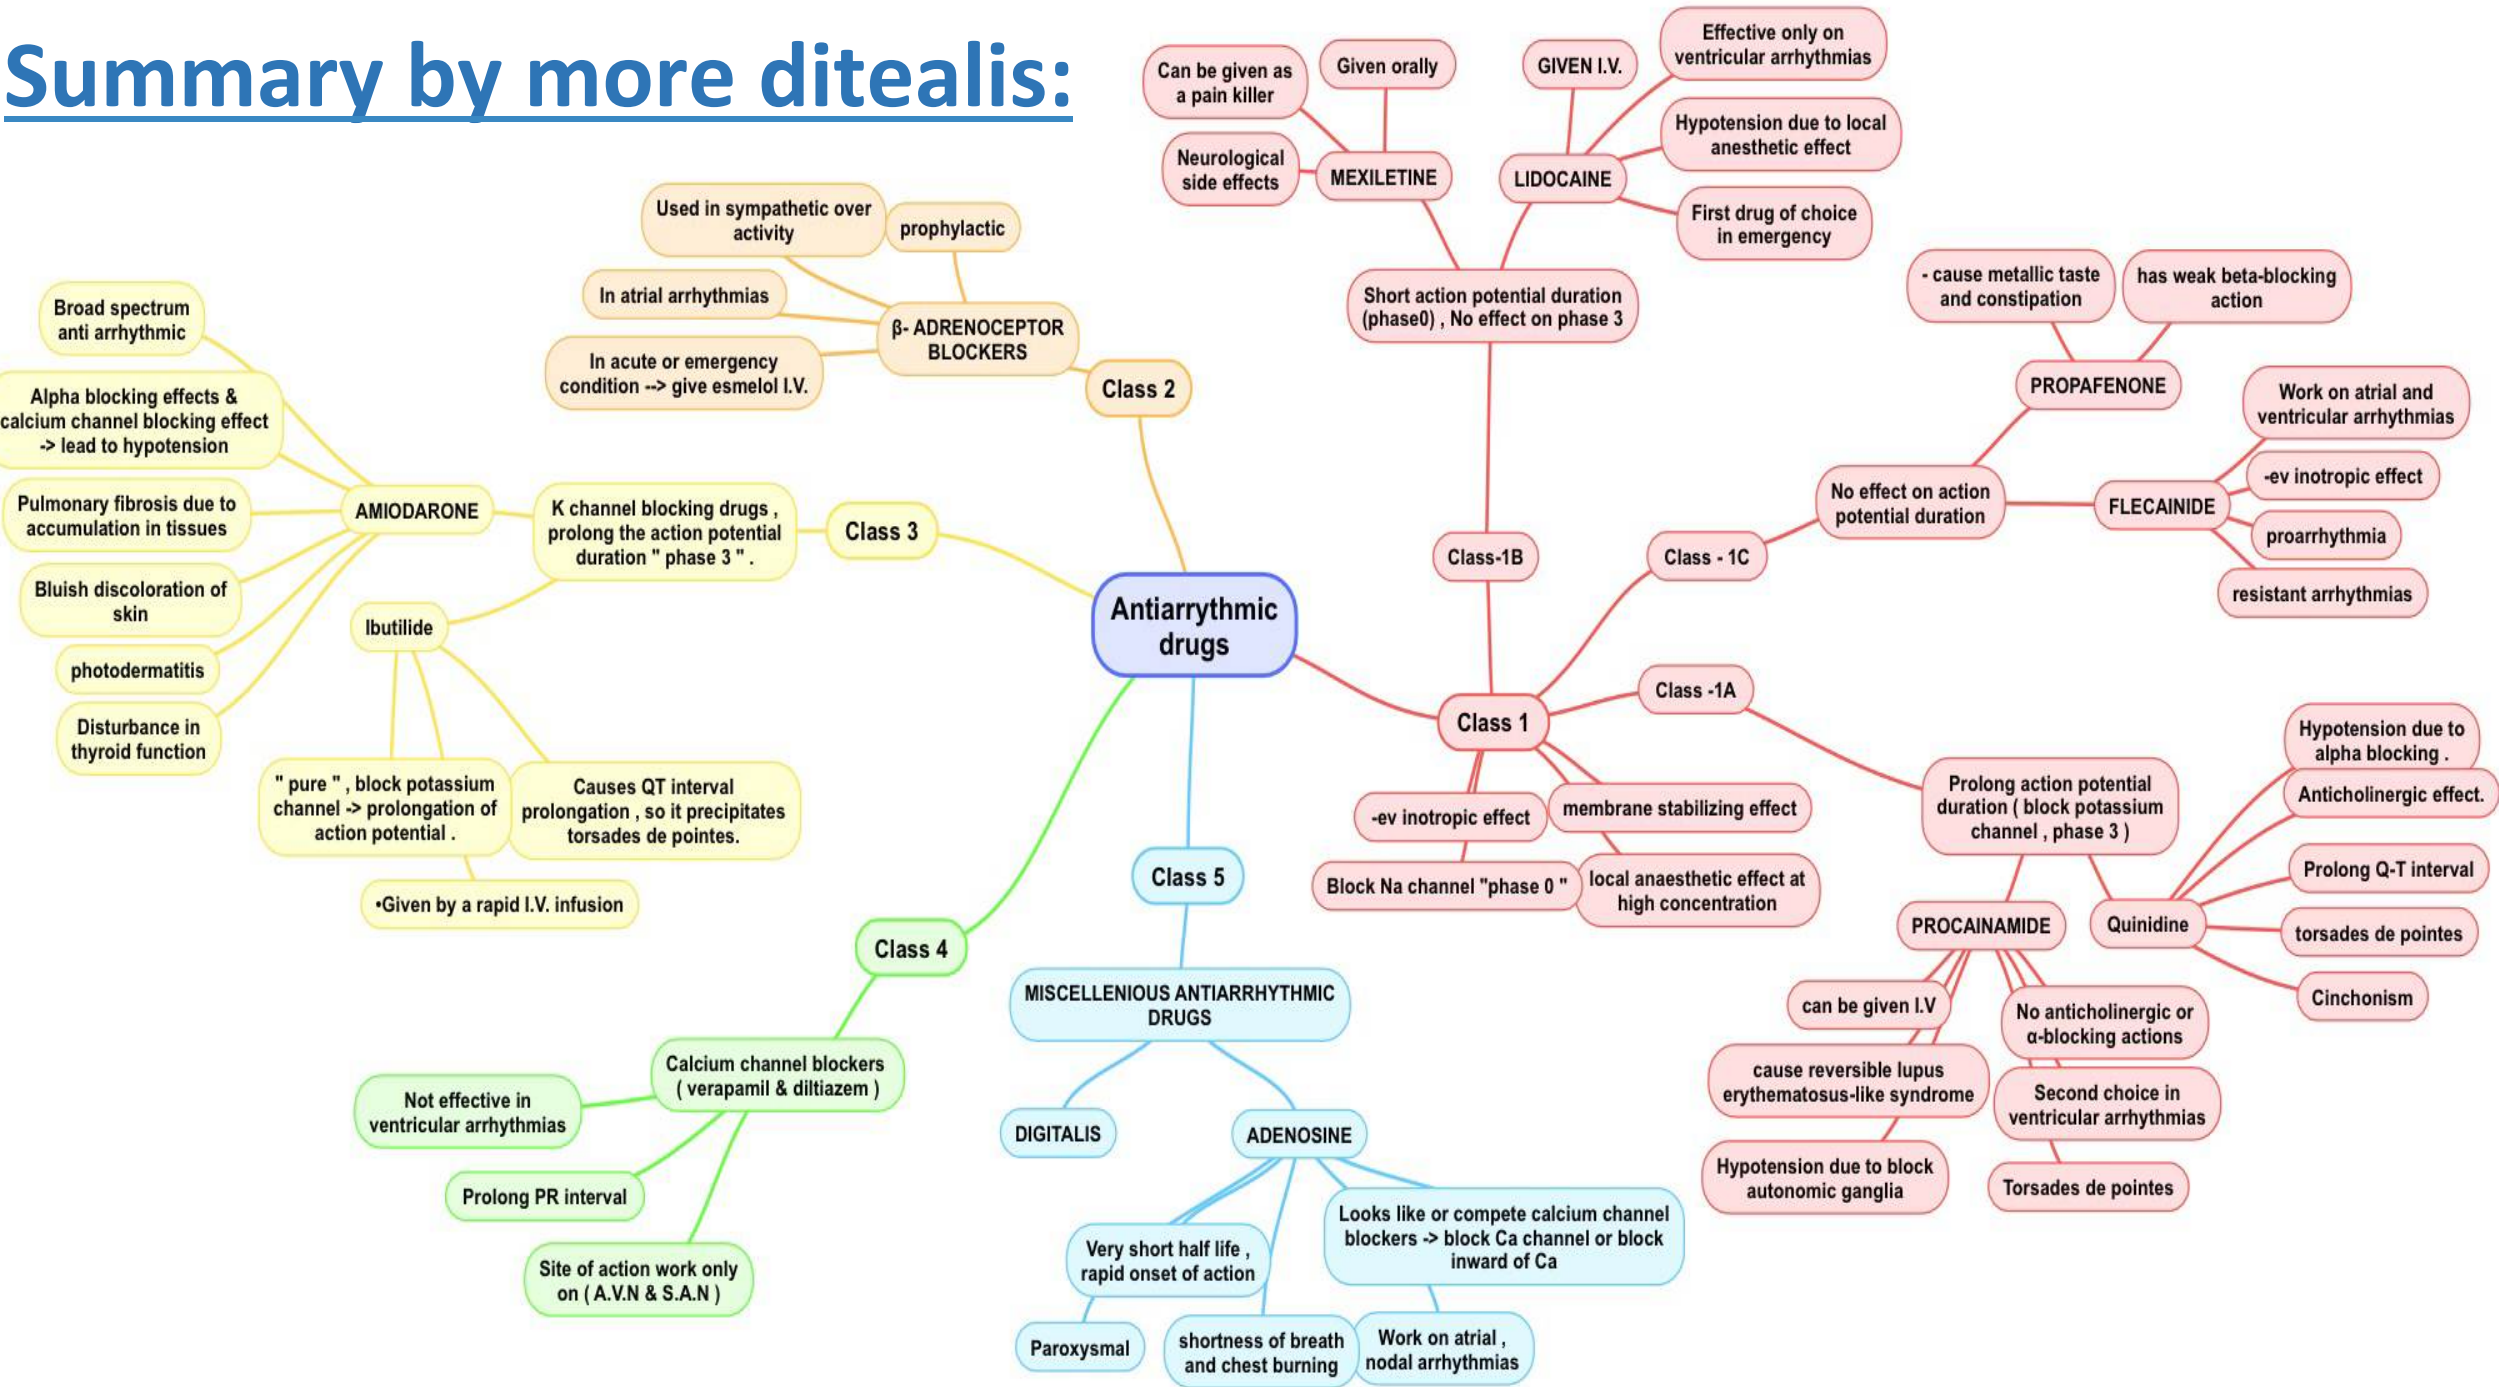 Summary by more ditealis:
Can be given as
a pain killer
Given orally
Neurological
side effects
MEXILETINE
GIVEN I.V.
Effective only on
ventricular arrhythmias
Hypotension due to local
anesthetic effect
First drug of choice
in emergency
LIDOCAINE
Short action potential duration
(phase0) , No effect on phase 3
Class-1B
- cause metallic taste
and constipation
has weak beta-blocking
action
PROPAFENONE
Work on atrial and
ventricular arrhythmias
-ev inotropic effect
proarrhythmia
resistant arrhythmias
FLECAINIDE
No effect on action
potential duration
Class - 1C
Class -1A
Class 1
-ev inotropic effect
membrane stabilizing effect
Block Na channel "phase 0 "
local anaesthetic effect at
high concentration
Prolong action potential
duration ( block potassium
channel , phase 3 )
PROCAINAMIDE
Quinidine
Hypotension due to
alpha blocking .
Anticholinergic effect.
Prolong Q-T interval
torsades de pointes
Cinchonism
can be given I.V
No anticholinergic or
α-blocking actions
cause reversible lupus
erythematosus-like syndrome
Second choice in
ventricular arrhythmias
Hypotension due to block
autonomic ganglia
Torsades de pointes
Antiarrythmic
drugs
Used in sympathetic over
activity
prophylactic
In atrial arrhythmias
In acute or emergency
condition --> give esmelol I.V.
β- ADRENOCEPTOR
BLOCKERS
Class 2
Broad spectrum
anti arrhythmic
Alpha blocking effects &
calcium channel blocking effect
-> lead to hypotension
Pulmonary fibrosis due to
accumulation in tissues
Bluish discoloration of
skin
photodermatitis
Disturbance in
thyroid function
AMIODARONE
K channel blocking drugs ,
prolong the action potential
duration " phase 3 " .
Class 3
Ibutilide
" pure " , block potassium
channel -> prolongation of
action potential .
Causes QT interval
prolongation , so it precipitates
torsades de pointes.
•Given by a rapid I.V. infusion
Class 4
Calcium channel blockers
( verapamil & diltiazem )
Not effective in
ventricular arrhythmias
Prolong PR interval
Site of action work only
on ( A.V.N & S.A.N )
Class 5
MISCELLENIOUS ANTIARRHYTHMIC
DRUGS
DIGITALIS
ADENOSINE
Very short half life ,
rapid onset of action
Looks like or compete calcium channel
blockers -> block Ca channel or block
inward of Ca
Paroxysmal
shortness of breath
and chest burning
Work on atrial ,
nodal arrhythmias